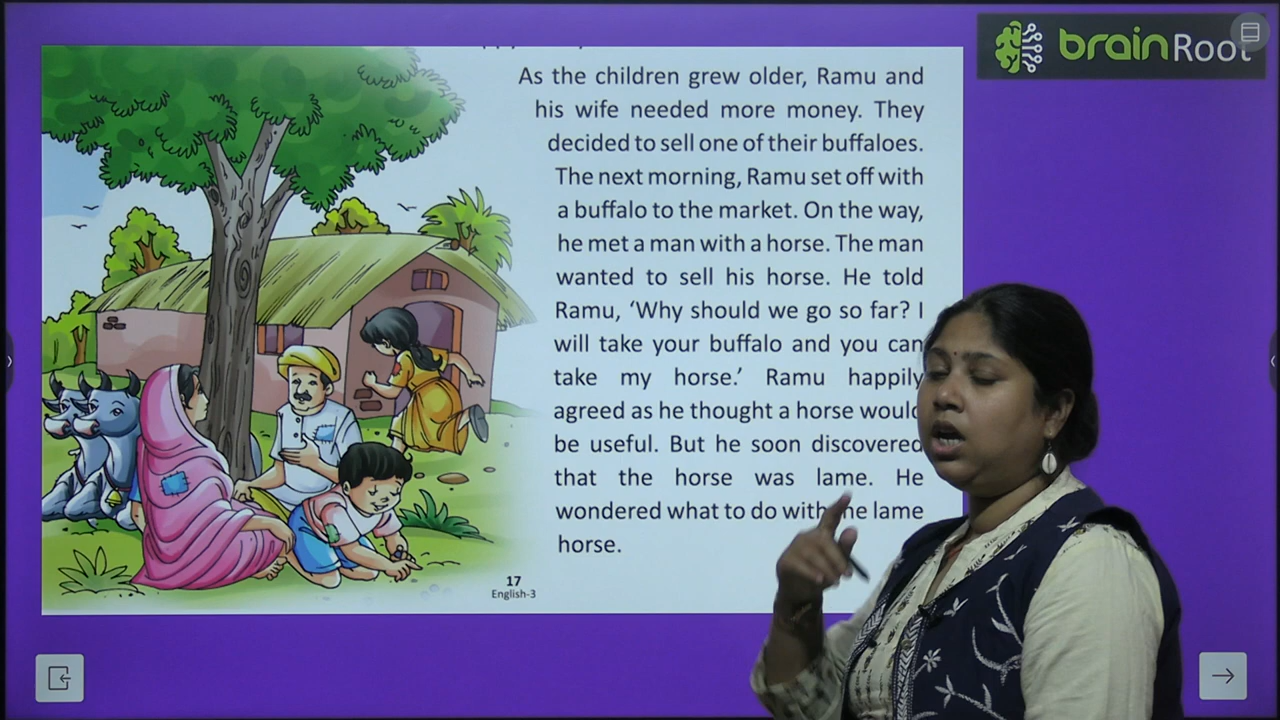 brainRoot
As the children grew older, Ramu and
his wife needed more money. They
decided to sell one of their buffaloes.
The next morning, Ramu set off with
a buffalo to the market. On the way,
he met a man with a horse. The man
wanted to sell his horse. He told
Ramu, ‘Why should we go so far? I
will take your buffalo and you can
take my horse.’ Ramu happily
agreed as he thought a horse would
be useful. But he soon discovered
that the horse was lame. He
wondered what to do with the lame
horse.
17
English-3